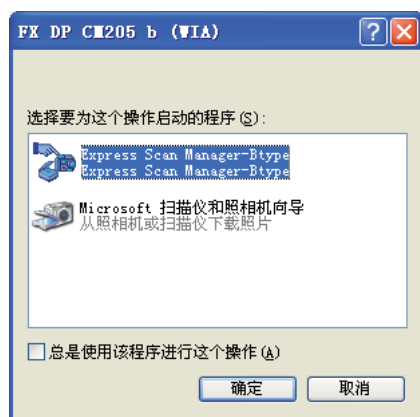 FX DP CM205 b (WIA)
选择要为这个操作启动的程序(S):
Express Scan Manager-Btype
Express Scan Manager-Btype
Microsoft 扫描仪和照相机向导
从照相机或扫描仪下载照片
总是使用该程序进行这个操作(A)
确定
取消